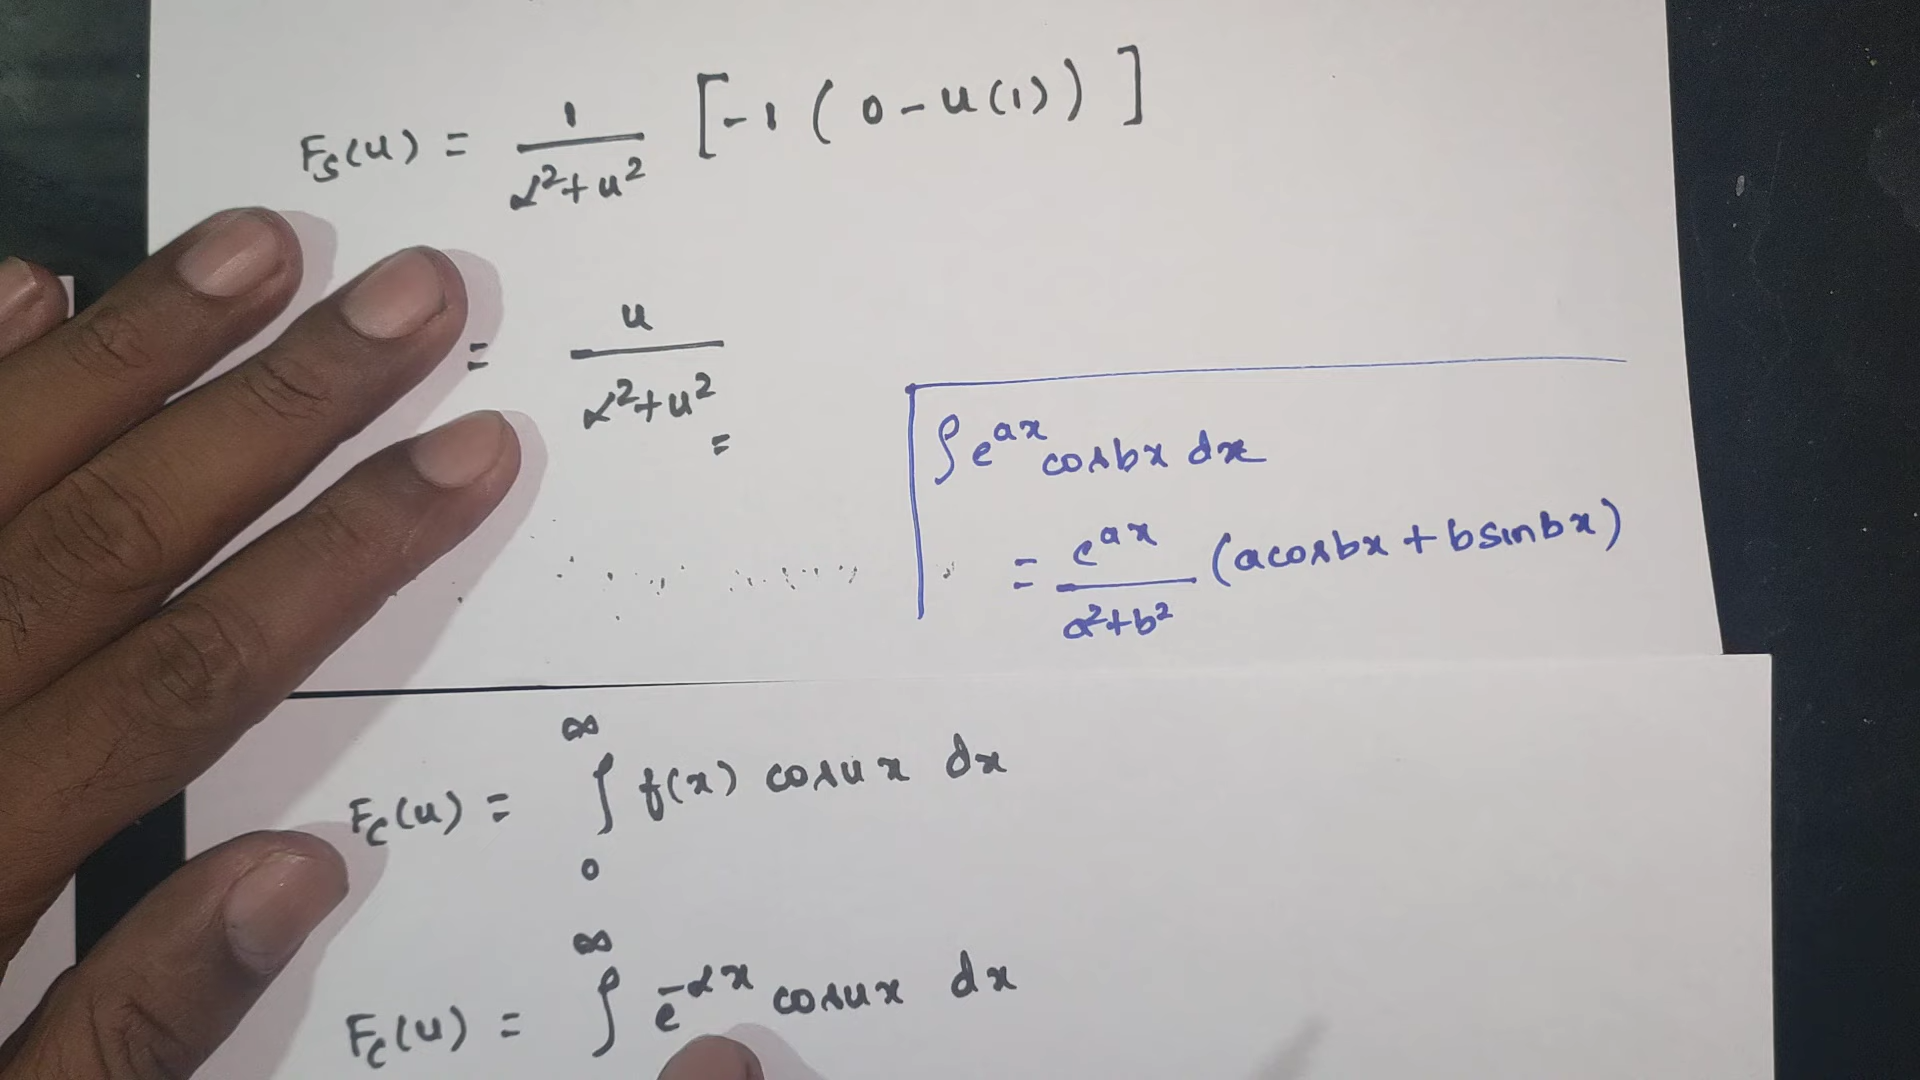 Fs(u) = 1/(α²+u²) [-1 ( 0 - u(1) ) ]
= u/(α²+u²)
=
∫ e^{ax} cosbx dx
= e^{ax}/(a²+b²) (acosbx + bsinbx)
Fc(u) = ∫₀^∞ f(x) cosux dx
Fc(u) = ∫^∞ e^{-αx} cosux dx